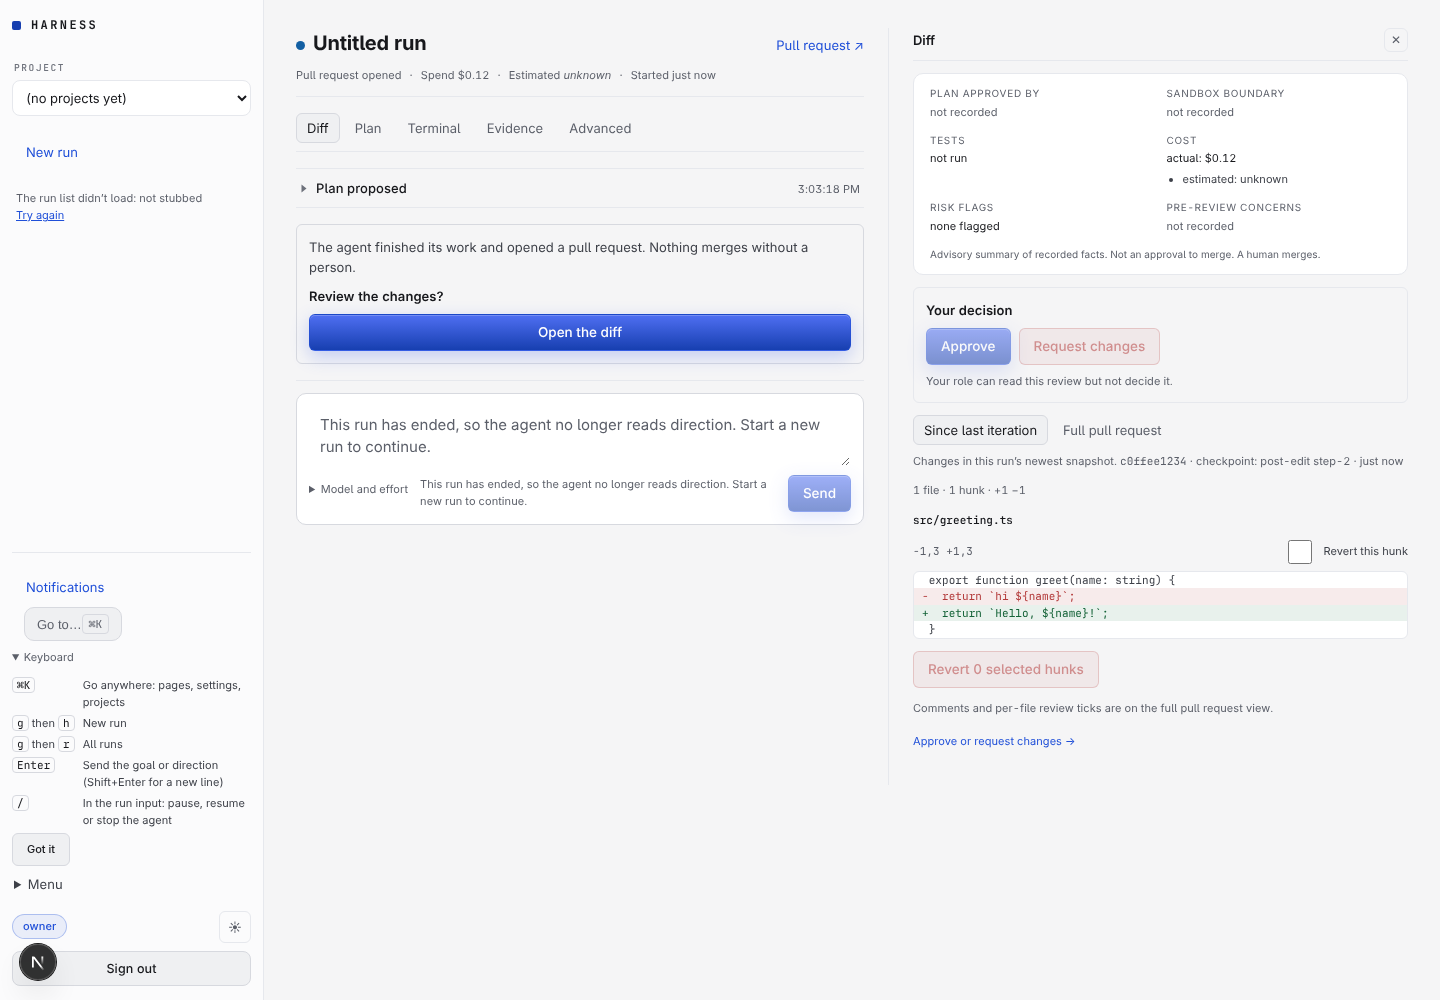 HARNESS
PROJECT
(no projects yet)
New run
The run list didn't load: not stubbed
Try again
Notifications
Go to... ⌘K
Keyboard
⌘K Go anywhere: pages, settings,
projects
g then h New run
g then r All runs
Enter Send the goal or direction
(Shift+Enter for a new line)
/ In the run input: pause, resume
or stop the agent
Got it
Menu
owner
N
Sign out
Untitled run
Pull request ↗
Pull request opened · Spend $0.12 · Estimated unknown · Started just now
Diff Plan Terminal Evidence Advanced
Plan proposed 3:03:18 PM
The agent finished its work and opened a pull request. Nothing merges without a
person.
Review the changes?
Open the diff
This run has ended, so the agent no longer reads direction. Start a new
run to continue.
Model and effort
This run has ended, so the agent no longer reads direction. Start a
new run to continue.
Send
Diff
×
PLAN APPROVED BY
not recorded
SANDBOX BOUNDARY
not recorded
TESTS
not run
COST
actual: $0.12
• estimated: unknown
RISK FLAGS
none flagged
PRE-REVIEW CONCERNS
not recorded
Advisory summary of recorded facts. Not an approval to merge. A human merges.
Your decision
Approve Request changes
Your role can read this review but not decide it.
Since last iteration Full pull request
Changes in this run's newest snapshot. c0ffee1234 · checkpoint: post-edit step-2 · just now
1 file · 1 hunk · +1 −1
src/greeting.ts
-1,3 +1,3 Revert this hunk
export function greet(name: string) {
- return `hi ${name}`;
+ return `Hello, ${name}!`;
}
Revert 0 selected hunks
Comments and per-file review ticks are on the full pull request view.
Approve or request changes →